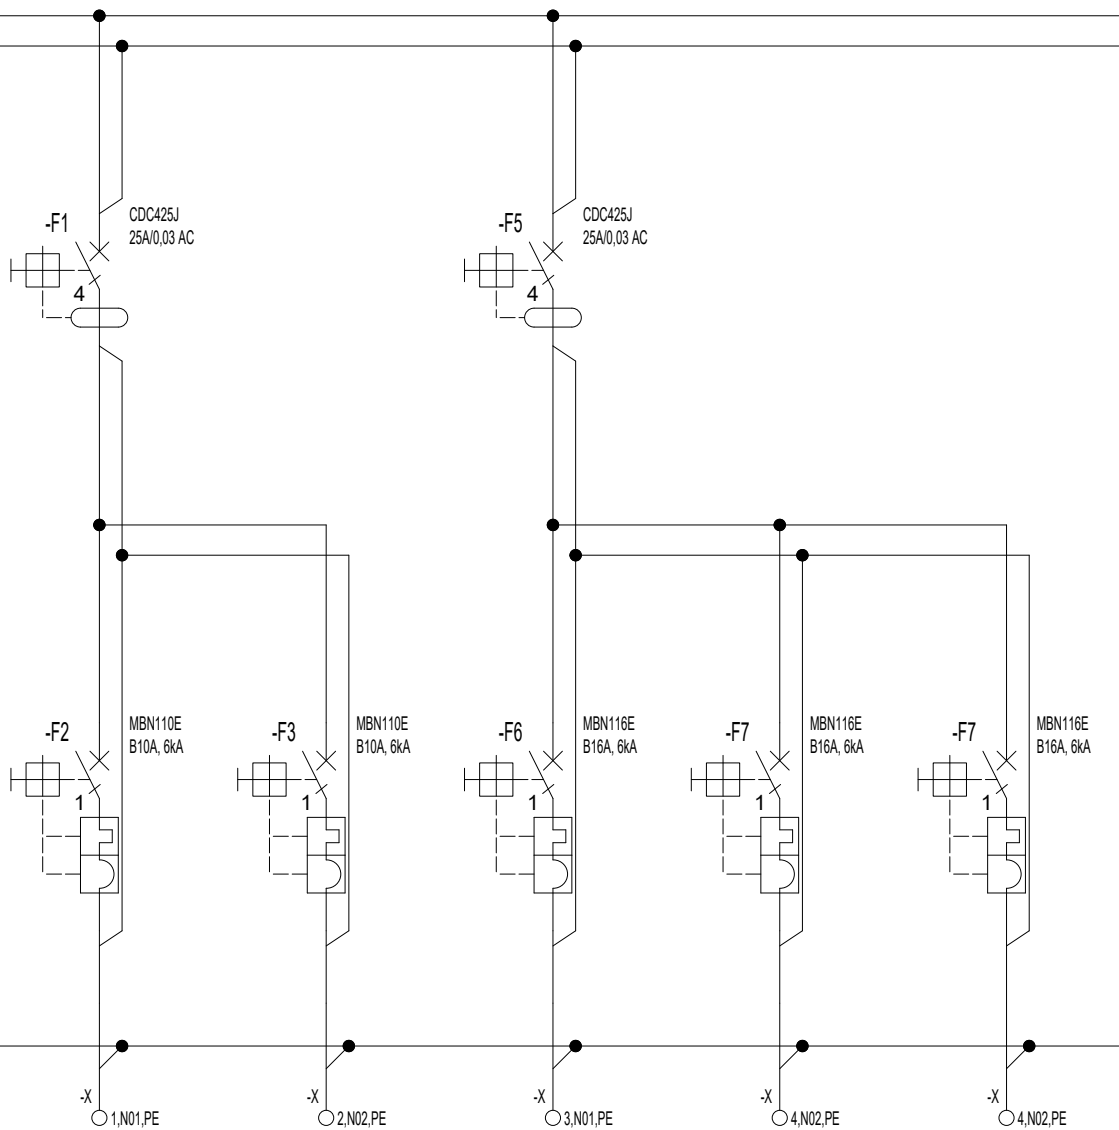 -F1
CDC425J
25A/0,03 AC
4
-F5
CDC425J
25A/0,03 AC
4
-F2
MBN110E
B10A, 6kA
1
-F3
MBN110E
B10A, 6kA
1
-F6
MBN116E
B16A, 6kA
1
-F7
MBN116E
B16A, 6kA
1
-F7
MBN116E
B16A, 6kA
1
-X
1,N01,PE
-X
2,N02,PE
-X
3,N01,PE
-X
4,N02,PE
-X
4,N02,PE